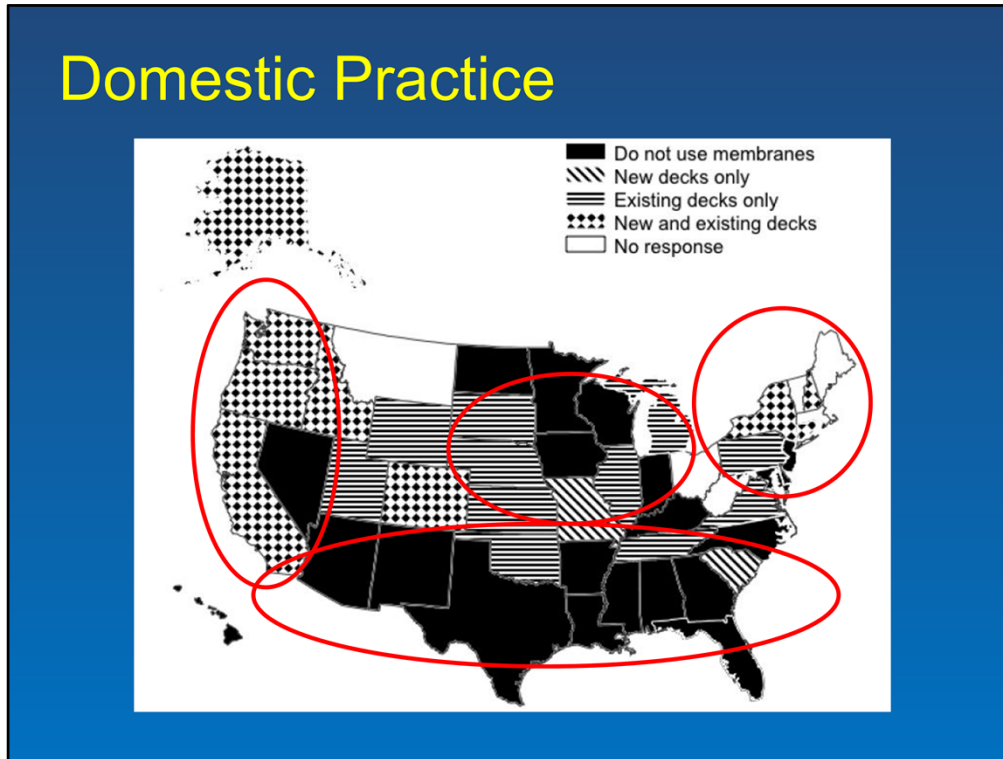 Domestic Practice
Do not use membranes
New decks only
Existing decks only
New and existing decks
No response